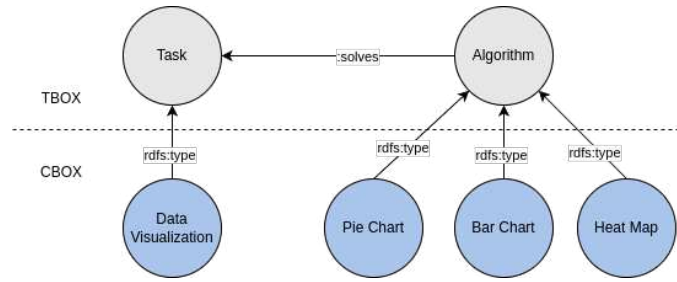 Task
:solves
Algorithm
TBOX
rdfs:type
rdfs:type
rdfs:type
rdfs:type
CBOX
Data
Visualization
Pie Chart
Bar Chart
Heat Map